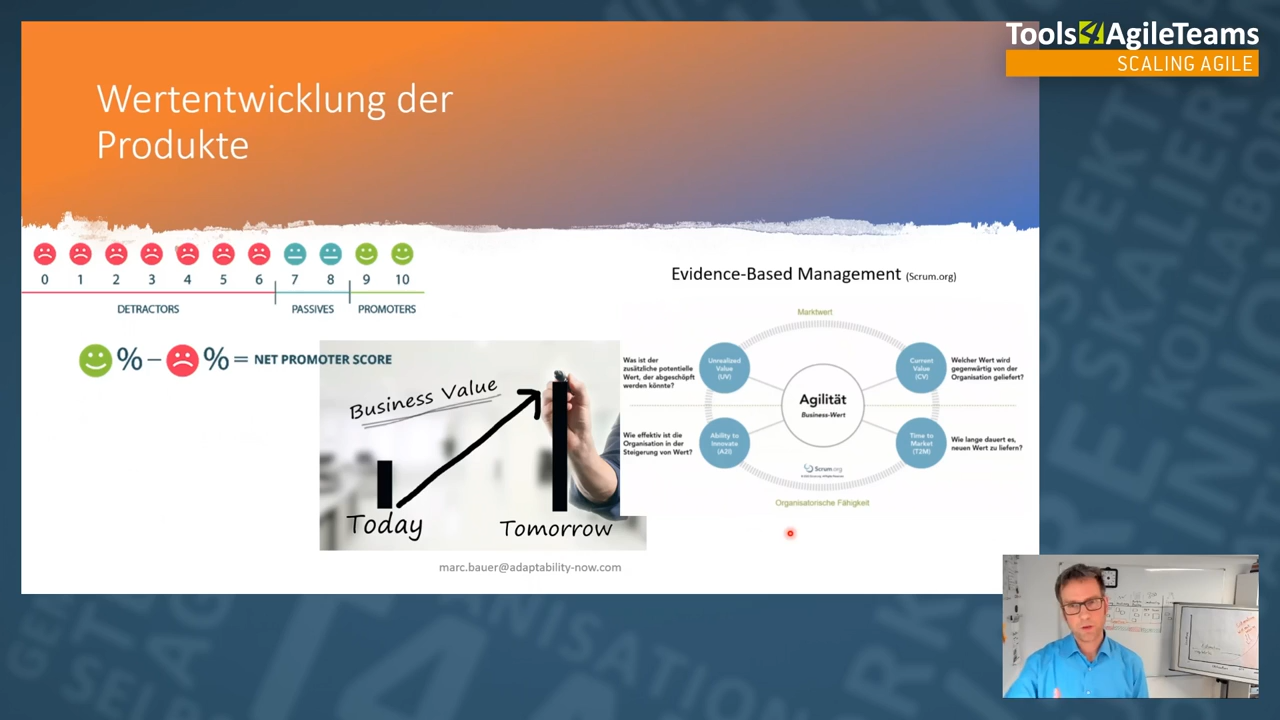 Tools4AgileTeams
SCALING AGILE
Wertentwicklung der
Produkte
0 1 2 3 4 5 6 7 8 9 10
DETRACTORS PASSIVES PROMOTERS
% - % = NET PROMOTER SCORE
Business Value
Today
Tomorrow
Evidence-Based Management (Scrum.org)
Marktwert
Was ist der
zusätzliche potentielle
Wert, der abgeschöpft
werden könnte?
Unrealized
Value
(UV)
Current
Value
(CV)
Welcher Wert wird
gegenwärtig von der
Organisation geliefert?
Agilität
Business-Wert
Wie effektiv ist die
Organisation in der
Steigerung von Wert?
Ability to
Innovate
(A2I)
Time to
Market
(T2M)
Wie lange dauert es,
neuen Wert zu liefern?
Scrum.org
Organisatorische Fähigkeit
marc.bauer@adaptability-now.com